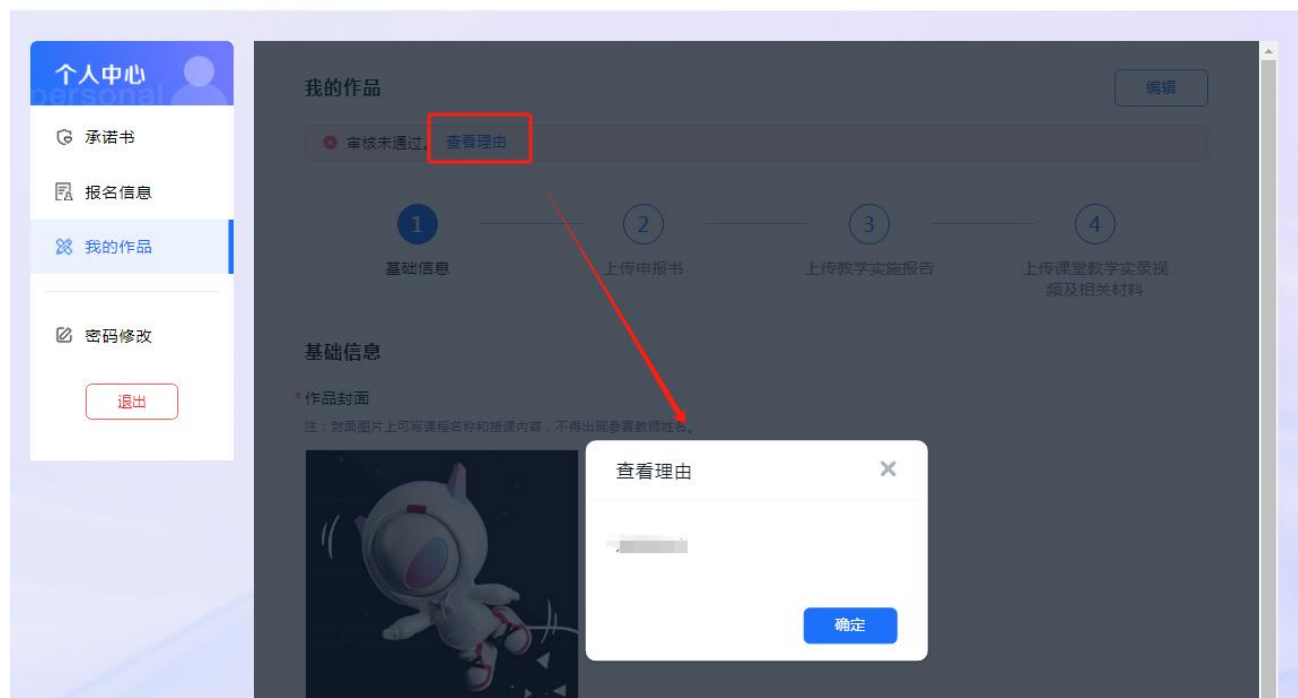 个人中心
personal
承诺书
报名信息
我的作品
密码修改
退出
我的作品
编辑
审核未通过。 查看理由
1
2
3
4
基础信息
上传申报书
上传教学实施报告
上传课堂教学实录视
频及相关材料
基础信息
*作品封面
注：封面图片上可写课程名称和授课内容，不得出现参赛教师姓名。
查看理由
确定